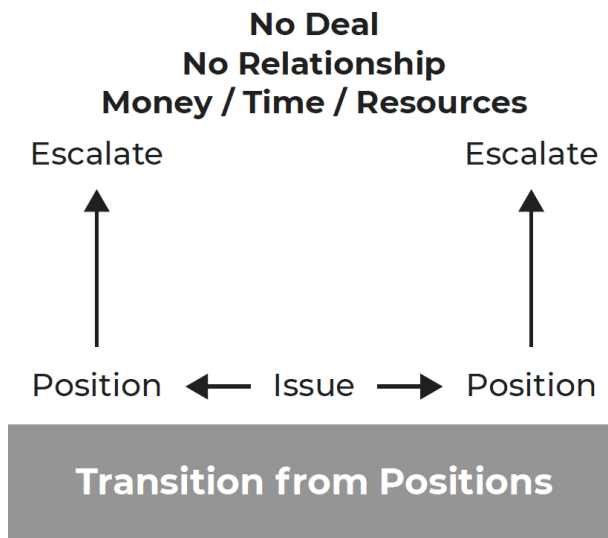 No Deal
No Relationship
Money / Time / Resources
Escalate Escalate
Position Issue Position
Transition from Positions